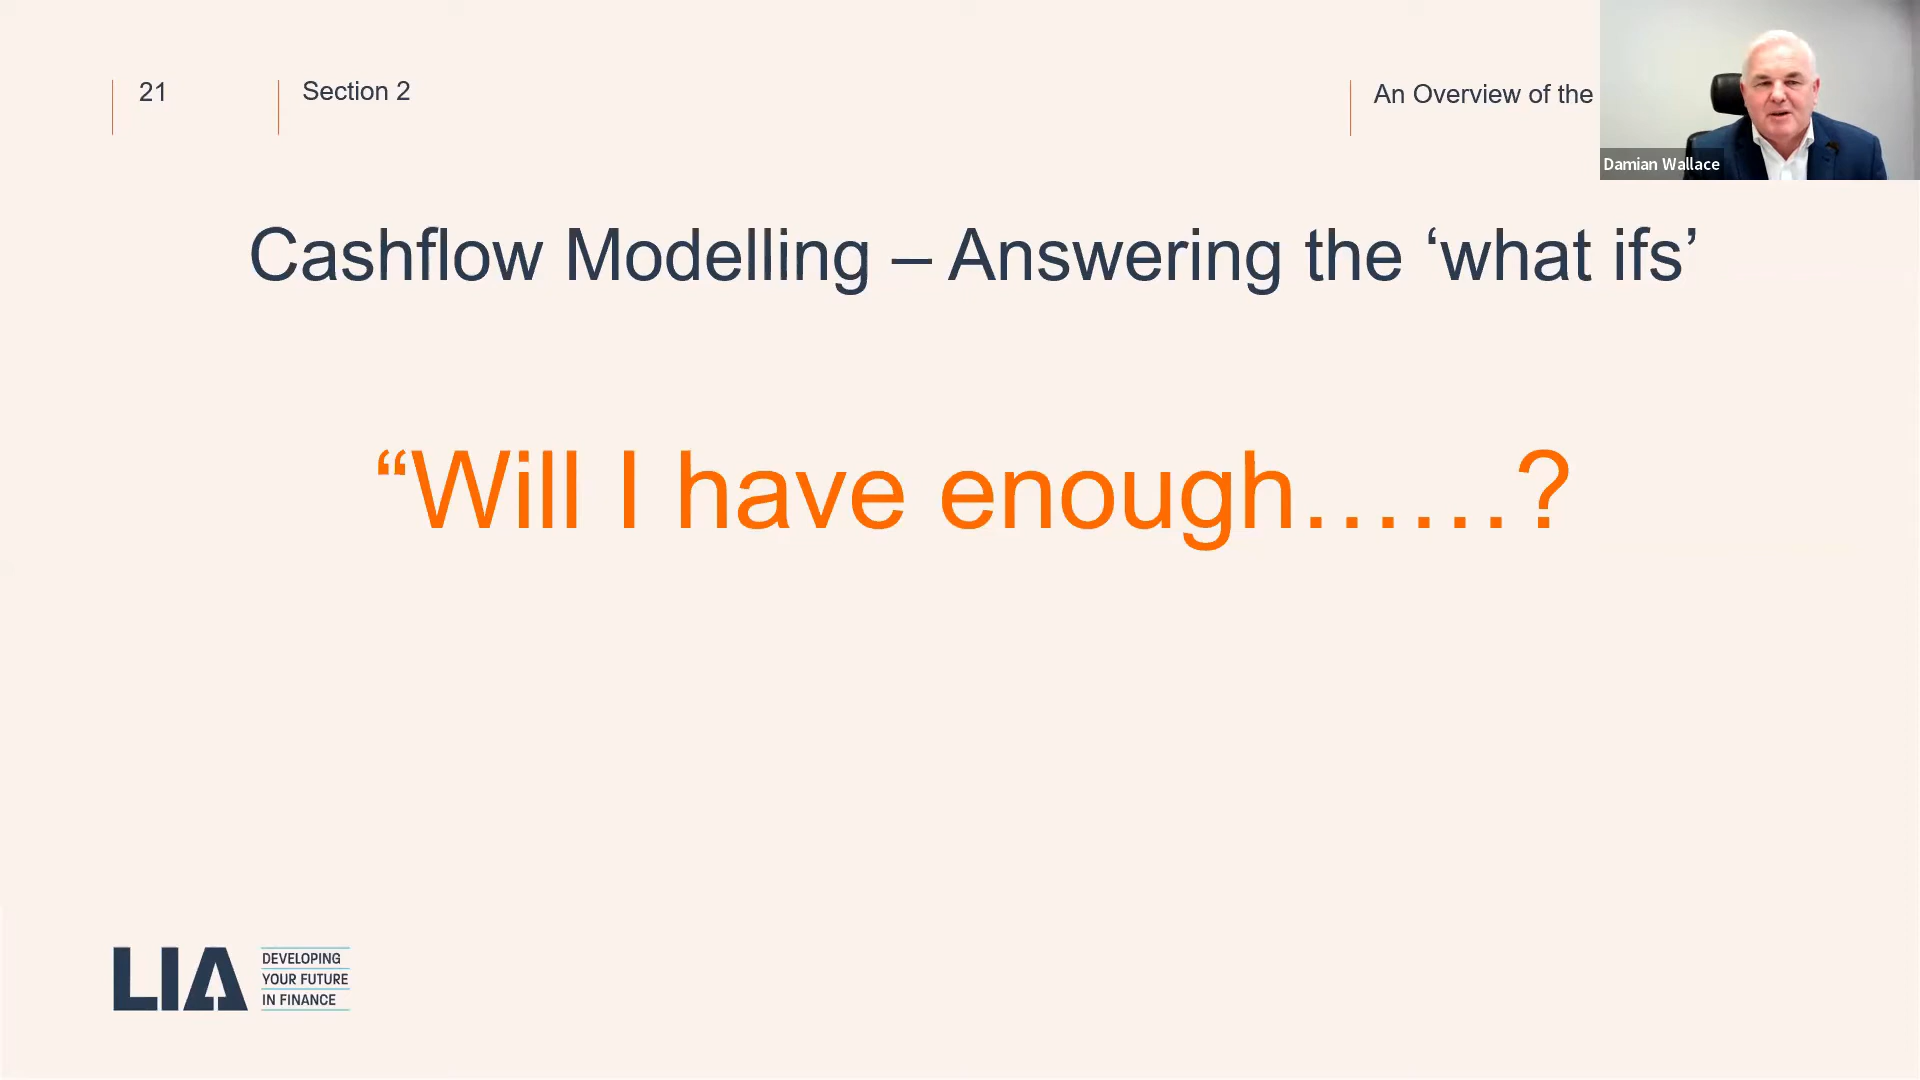 21
Section 2
An Overview of the
Damian Wallace
Cashflow Modelling – Answering the ‘what ifs’
“Will I have enough……?
LIA
DEVELOPING
YOUR FUTURE
IN FINANCE